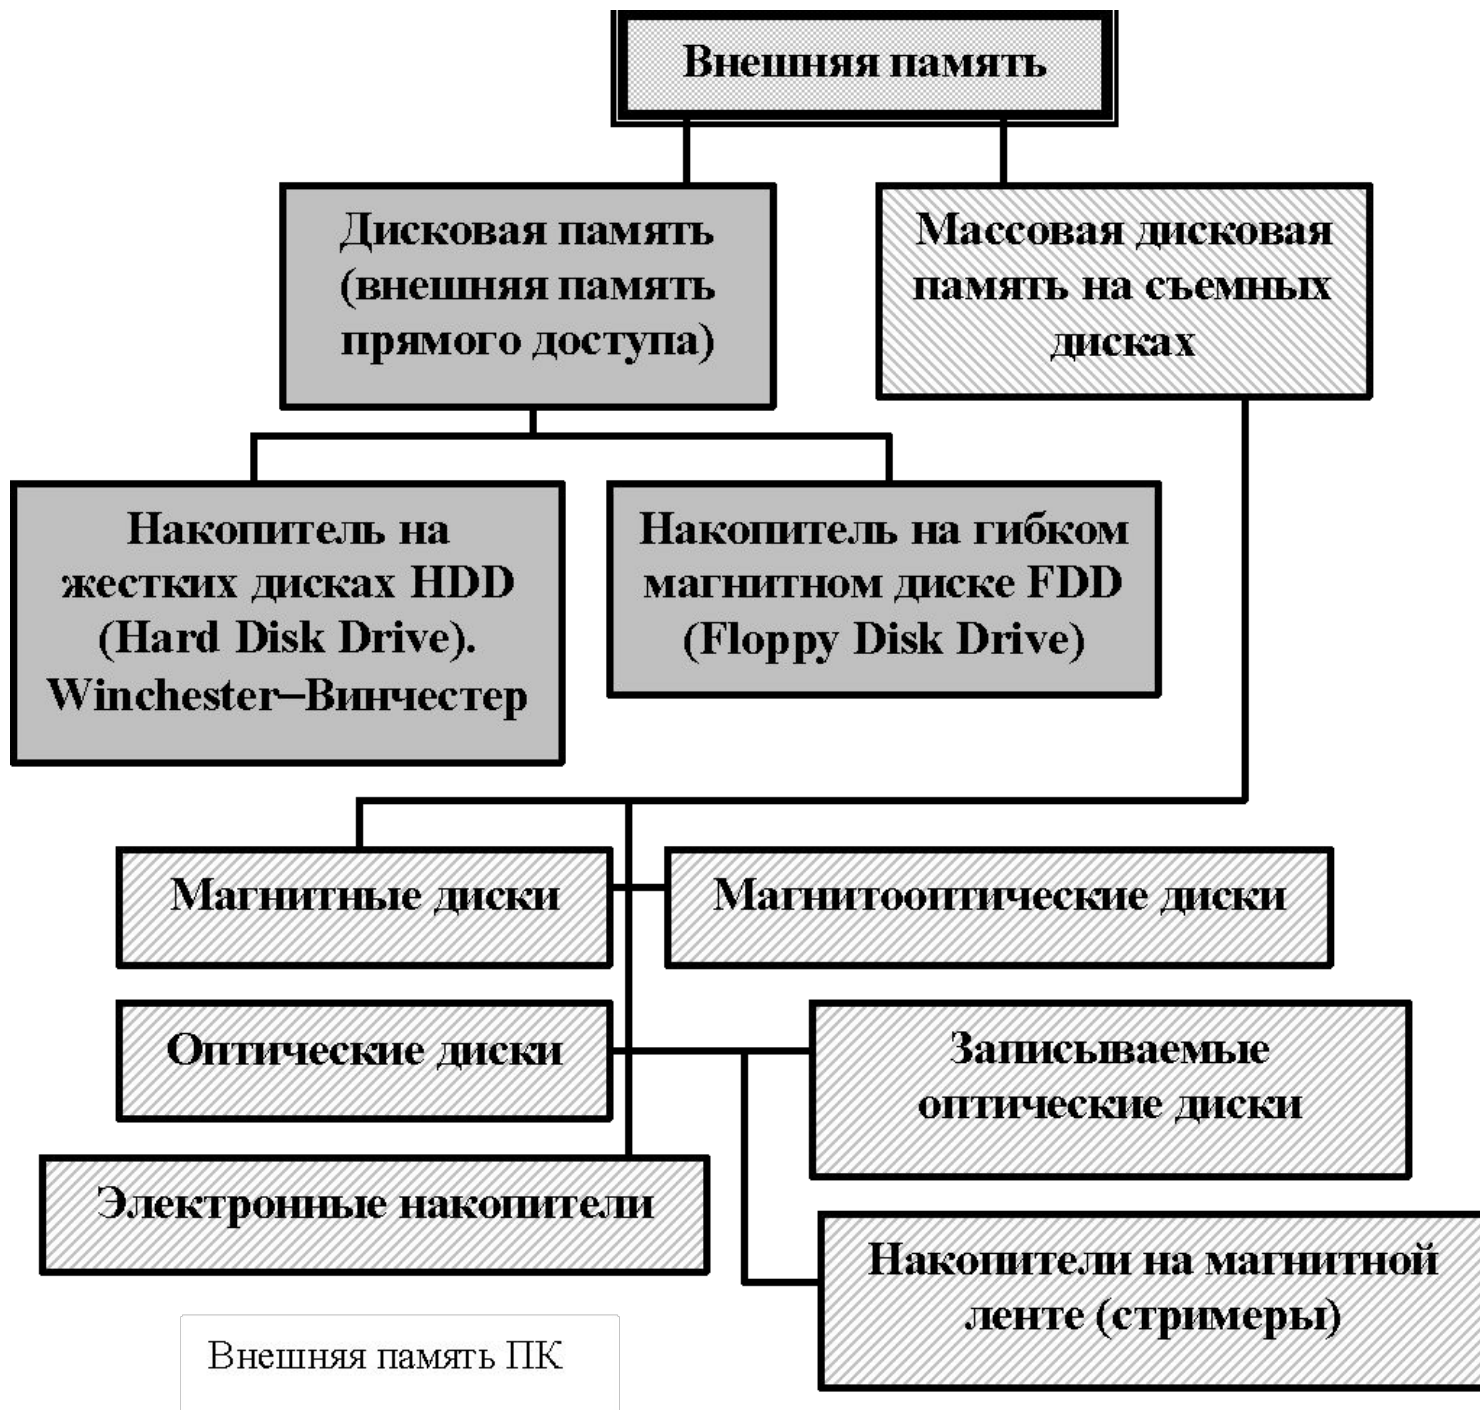 Внешняя память
Дисковая память
(внешняя память
прямого доступа)
Массовая дисковая
память на съемных
дисках
Накопитель на
жестких дисках HDD
(Hard Disk Drive).
Winchester–Винчестер
Накопитель на гибком
магнитном диске FDD
(Floppy Disk Drive)
Магнитные диски
Магнитооптические диски
Оптические диски
Записываемые
оптические диски
Электронные накопители
Накопители на магнитной
ленте (стримеры)
Внешняя память ПК